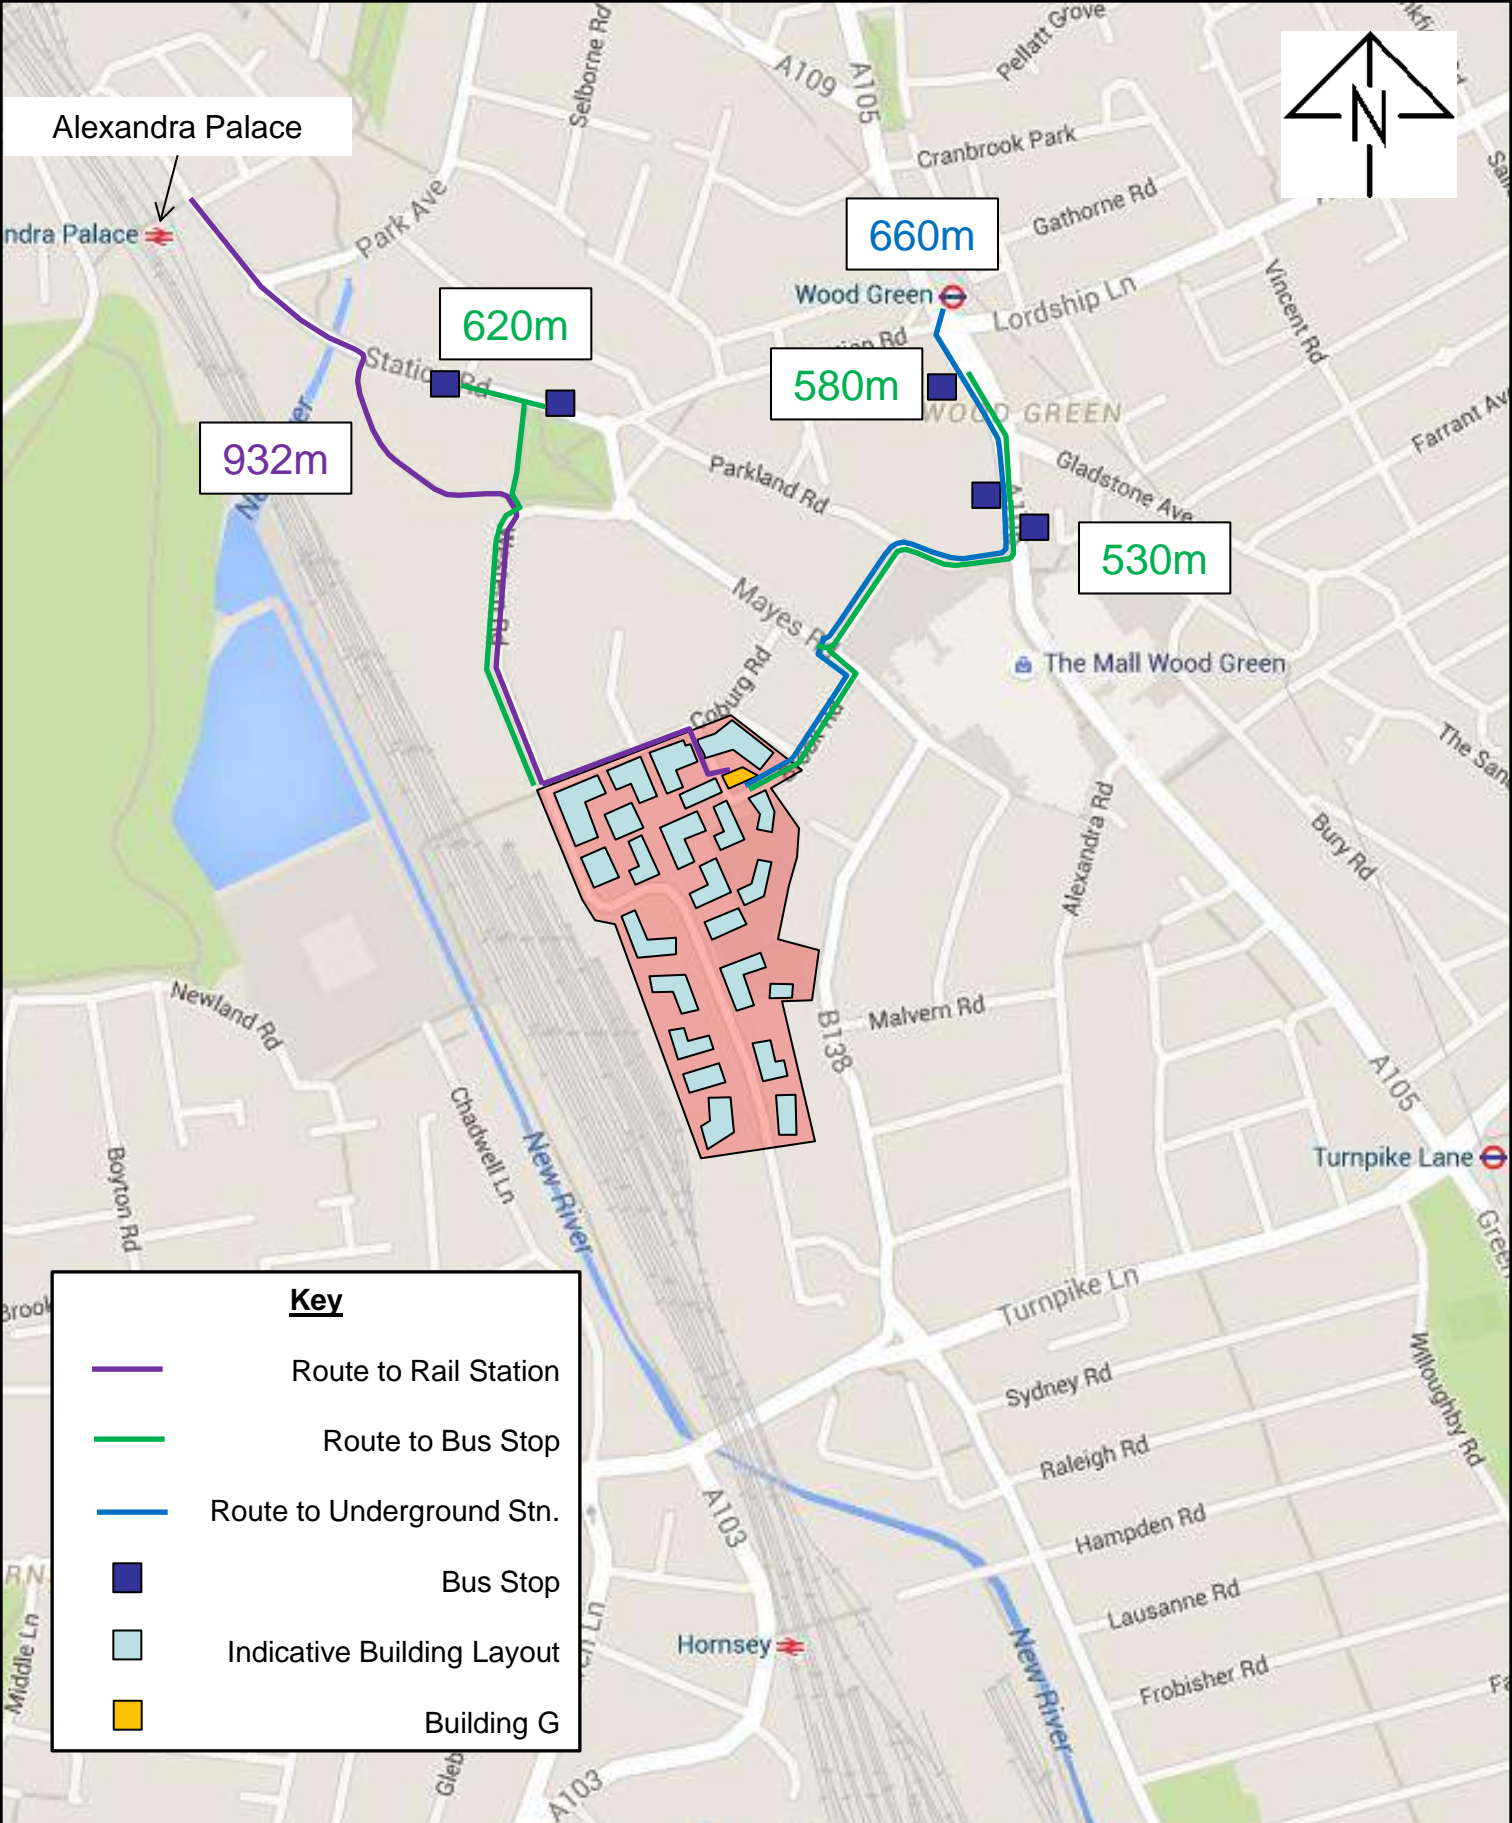 Pellatt Grove
Selborne Rd
A109
A105
N
Alexandra Palace
Cranbrook Park
Gathorne Rd
ndra Palace
Park Ave
660m
Wood Green
Lordship Ln
Vincent Rd
620m
Station Rd
580m
WOOD GREEN
932m
Farrant Av
Parkland Rd
Gladstone Ave
530m
Mayes R
The Mall Wood Green
Coburg Rd
The San
Alexandra Rd
Bury Rd
Newland Rd
Malvern Rd
B138
A105
Chadwell Ln
Boyton Rd
New River
Turnpike Lane
Green
Turnpike Ln
Brook
Key
Route to Rail Station
Route to Bus Stop
Route to Underground Stn.
Bus Stop
Indicative Building Layout
Building G
Sydney Rd
Willoughby Rd
Raleigh Rd
A103
Hampden Rd
RN
Middle Ln
Lausanne Rd
Hornsey
New River
Frobisher Rd
Gleb
A103